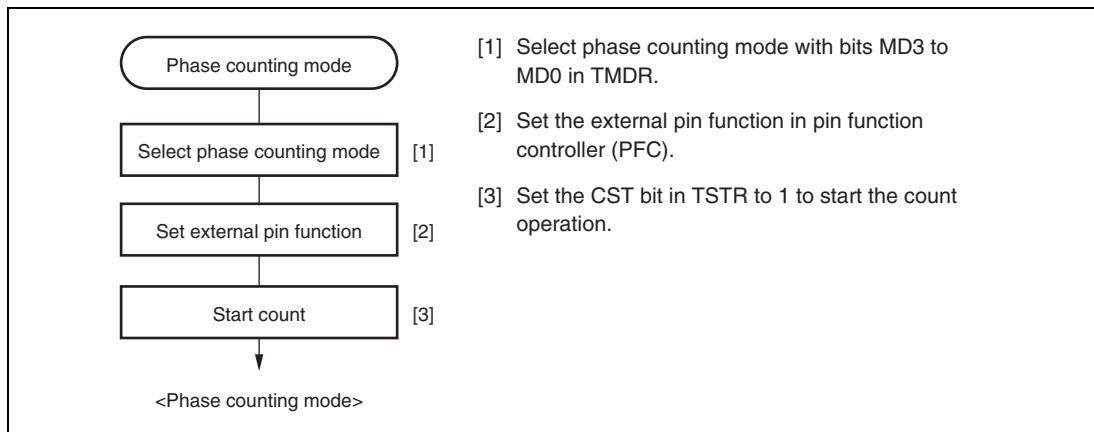 Phase counting mode
Select phase counting mode [1]
Set external pin function [2]
Start count [3]
<Phase counting mode>
[1] Select phase counting mode with bits MD3 to
MD0 in TMDR.
[2] Set the external pin function in pin function
controller (PFC).
[3] Set the CST bit in TSTR to 1 to start the count
operation.